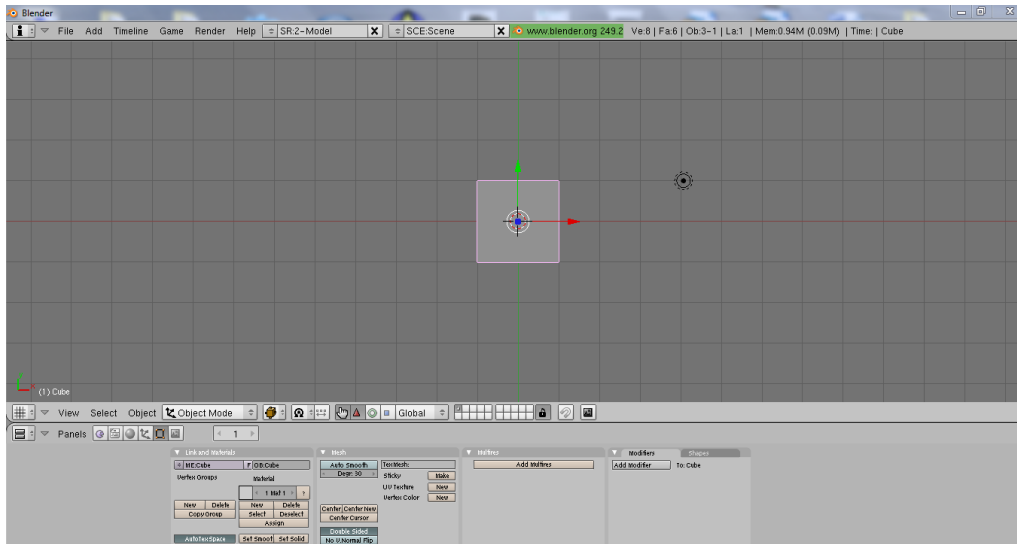 Blender
File Add Timeline Game Render Help SR:2-Model X SCE:Scene X www.blender.org 249.2 Ve:8 | Fa:6 | Ob:3-1 | La:1 | Mem:0.94M (0.09M) | Time: | Cube
x
(1) Cube
View Select Object Object Mode Global
Panels 1
Link and Materials Mesh Multires Modifiers Shapes
ME:Cube F OB:Cube Auto Smooth TexMesh: Add Multires Add Modifier To: Cube
Vertex Groups Material Degr: 30 Sticky Make
1 Mat 1 ? UV Texture New
Vertex Color New
New Delete New Delete Center Center New
Copy Group Select Deselect Center Cursor
Assign
Double Sided
AutoTexSpace Set Smoot Set Solid No V.Normal Flip